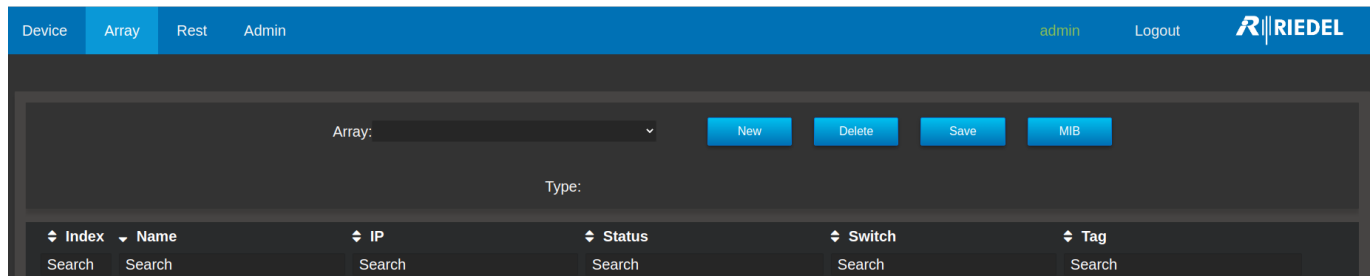 Device Array Rest Admin admin Logout RIEDEL
Array: New Delete Save MIB
Type:
Index Name IP Status Switch Tag
Search Search Search Search Search Search